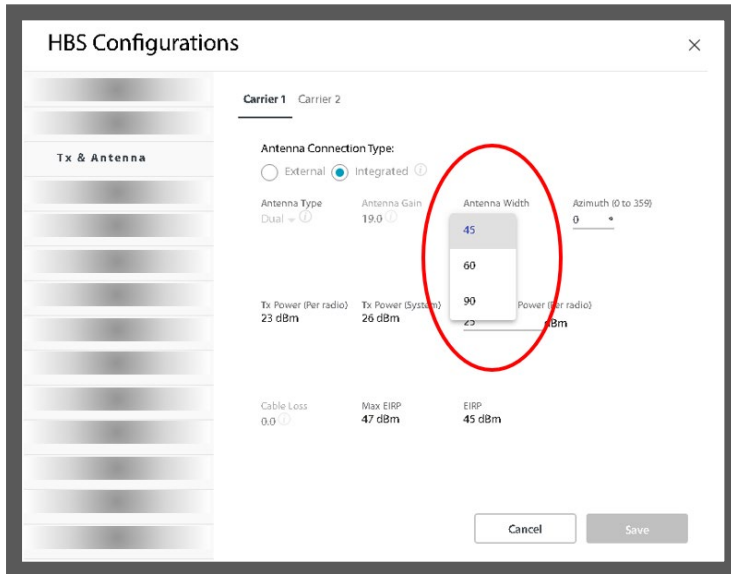 HBS Configurations
Carrier 1 Carrier 2
Tx & Antenna
Antenna Connection Type:
External Integrated
Antenna Type Antenna Gain Antenna Width Azimuth (0 to 359)
Dual 19.0 0 °
45
60
90
Tx Power (Per radio) Tx Power (System) Power (Per radio)
23 dBm 26 dBm 25 dBm
Cable Loss Max EIRP EIRP
0.0 47 dBm 45 dBm
Cancel Save